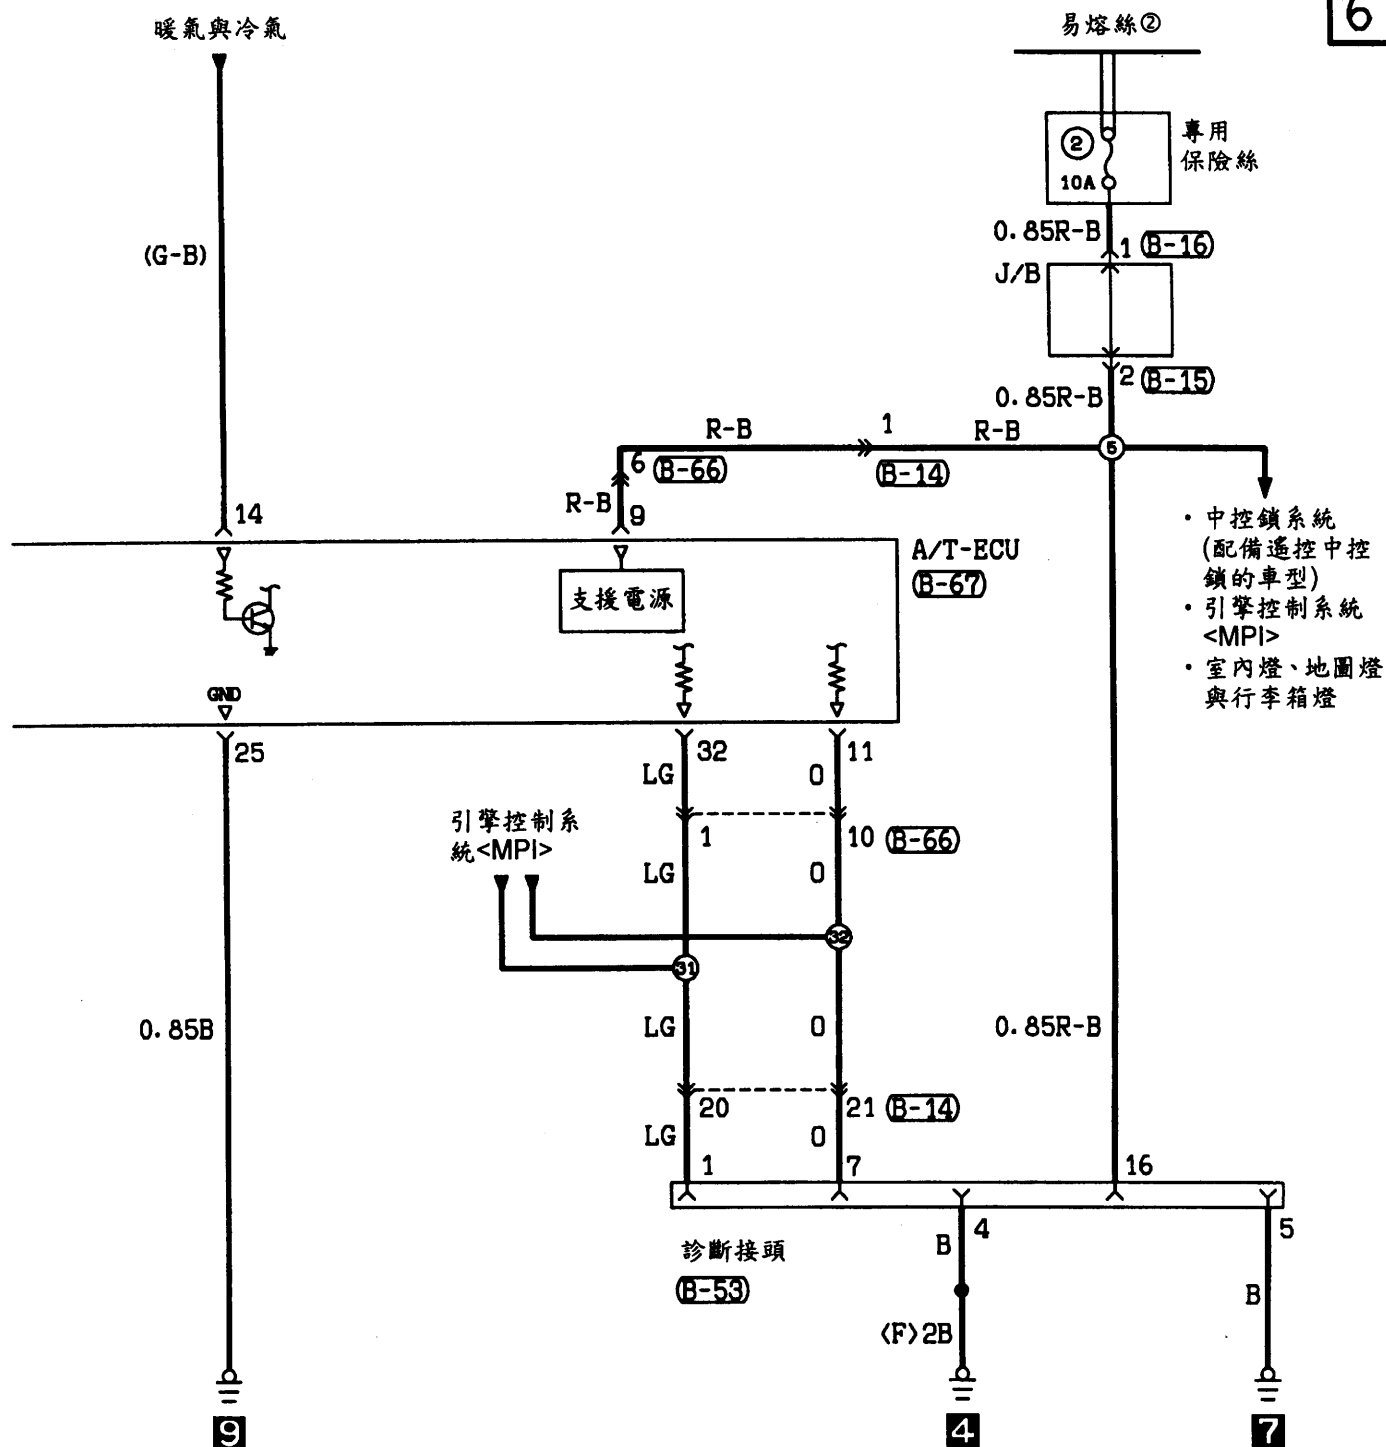 6
暖氣與冷氣
易熔絲②
②
10A
專用
保險絲
0.85R-B
1 (B-16)
J/B
(G-B)
2 (B-15)
0.85R-B
R-B
1
R-B
5
6 (B-66)
(B-14)
R-B
9
14
A/T-ECU
(B-67)
支援電源
・中控鎖系統
(配備遙控中控
鎖的車型)
・引擎控制系統
<MPI>
・室內燈、地圖燈
與行李箱燈
GND
25
32
11
LG
O
引擎控制系
統<MPI>
1
10 (B-66)
LG
O
32
31
0.85B
LG
O
0.85R-B
20
21 (B-14)
LG
O
1
7
16
4
5
診斷接頭
(B-53)
B
B
<F>2B
9
4
7